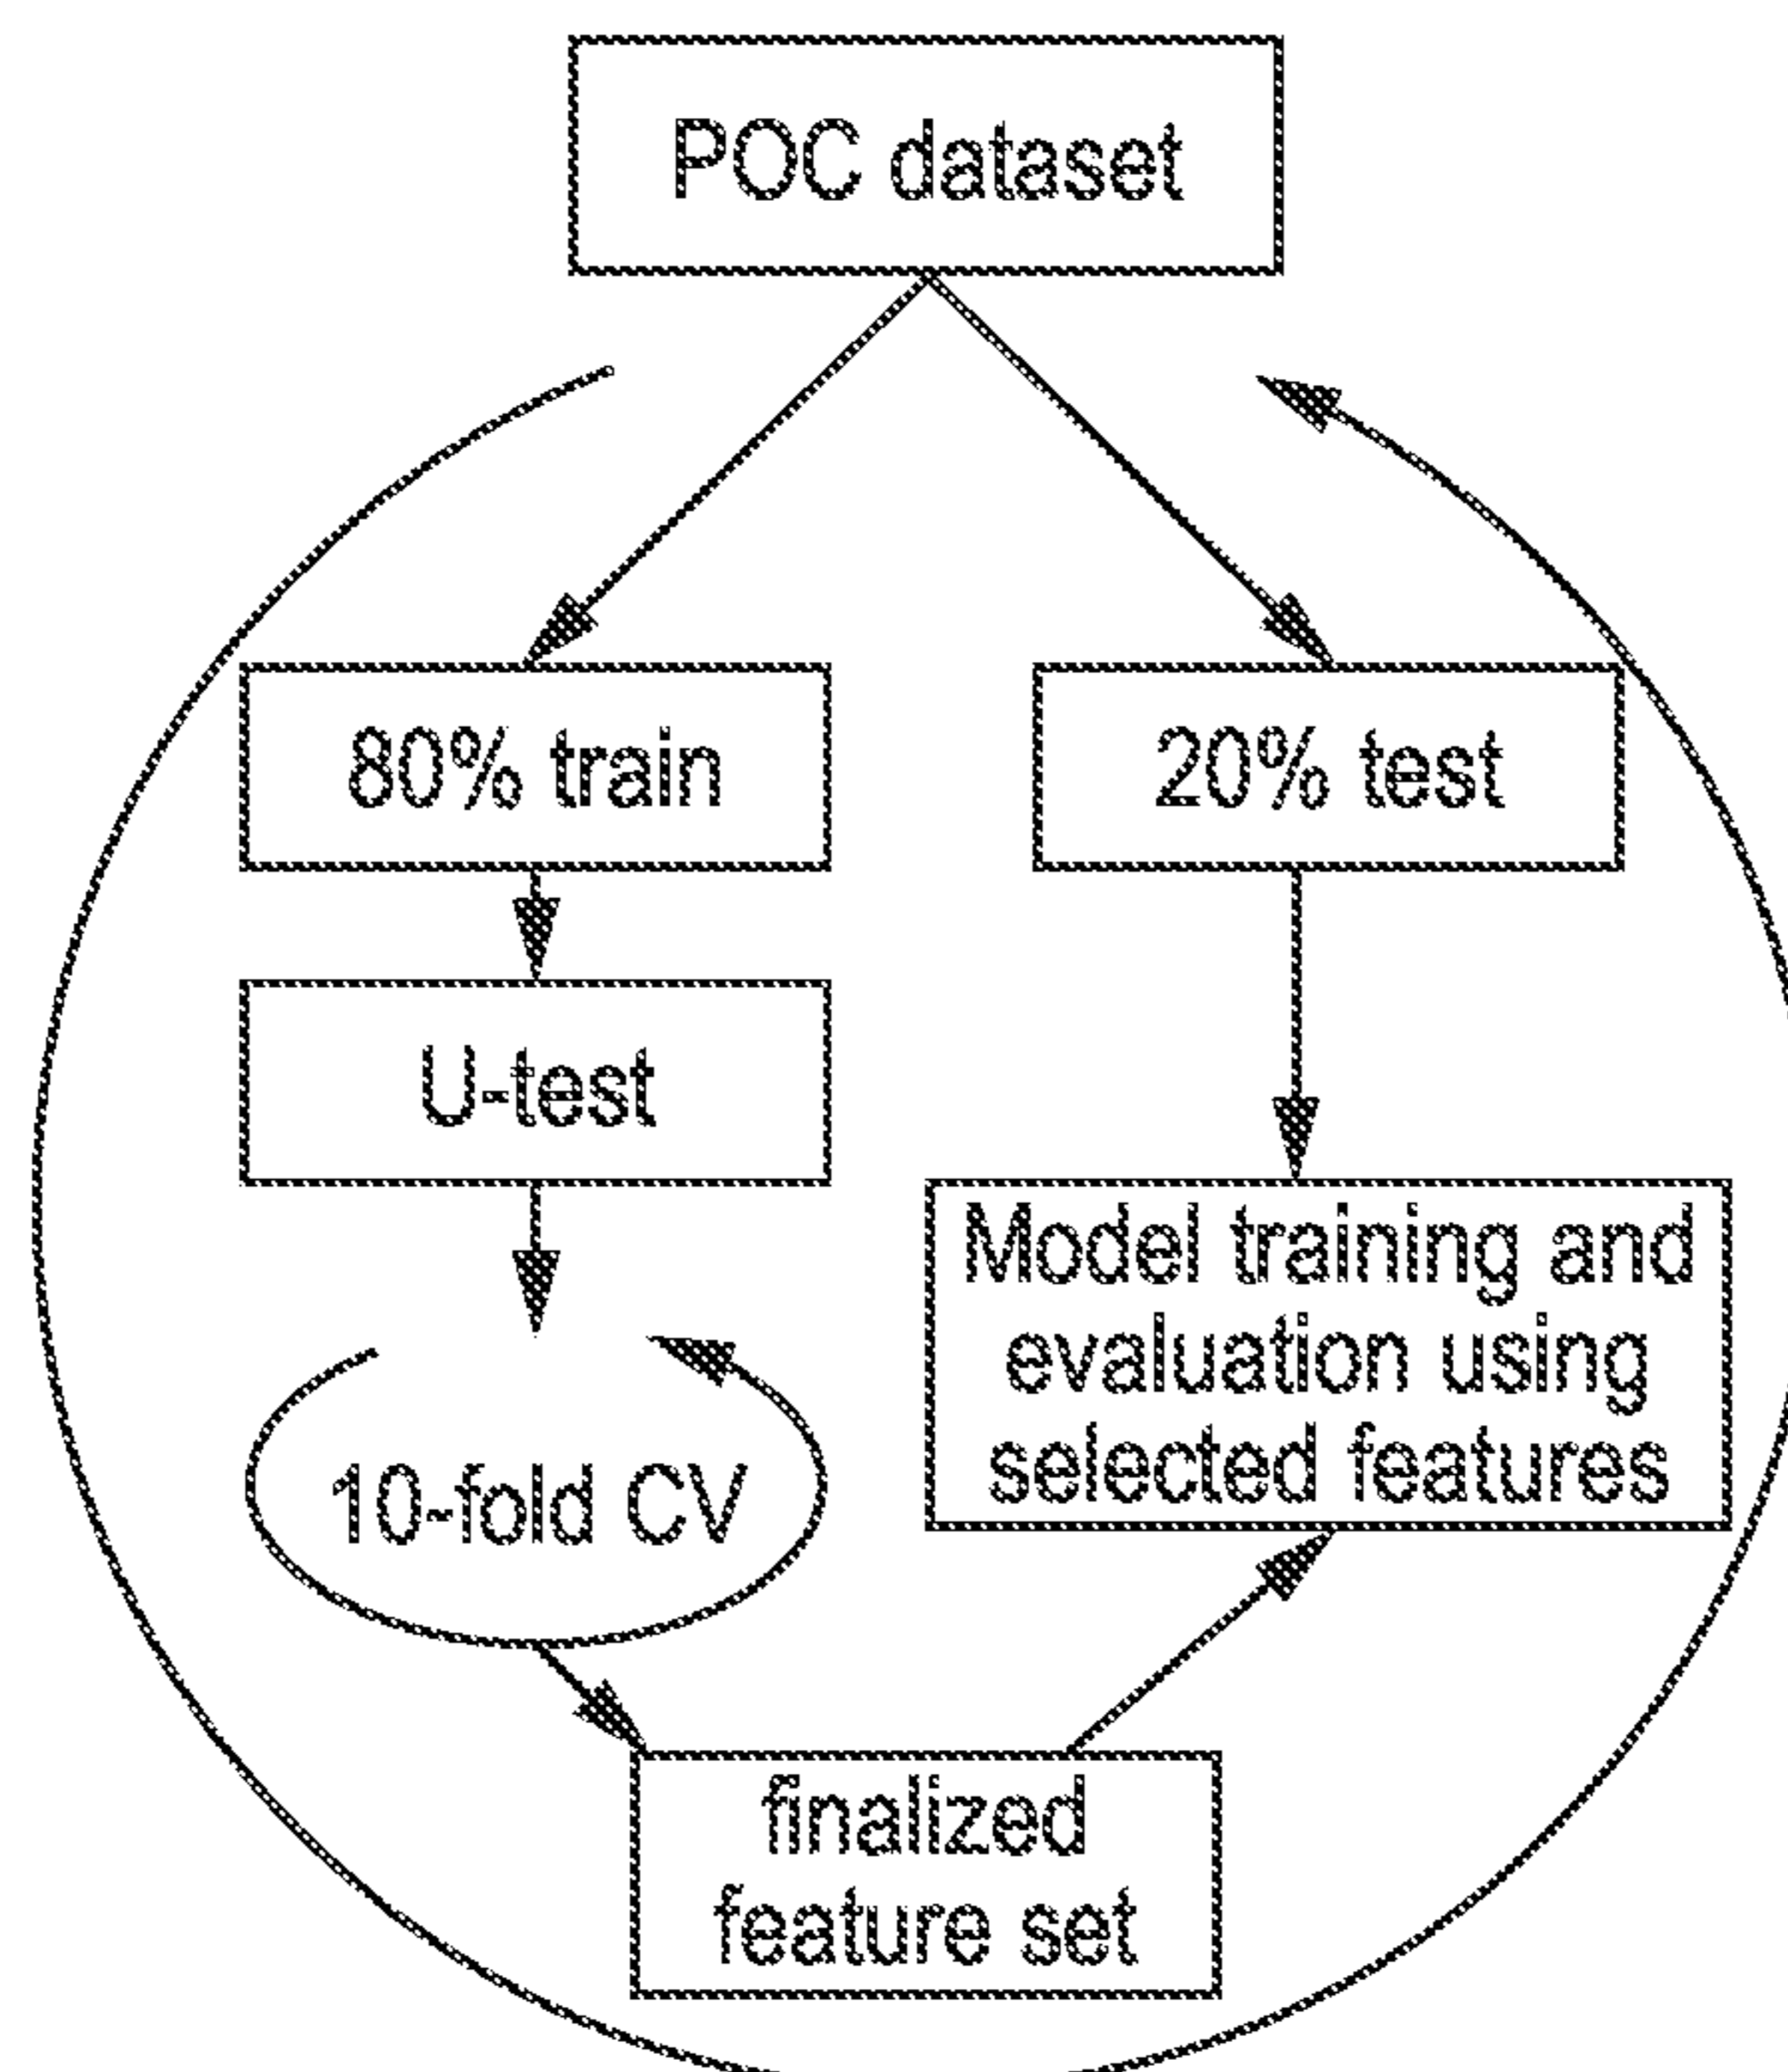 POC dataset
80% train
20% test
U-test
Model training and
evaluation using
selected features
10-fold CV
finalized
feature set